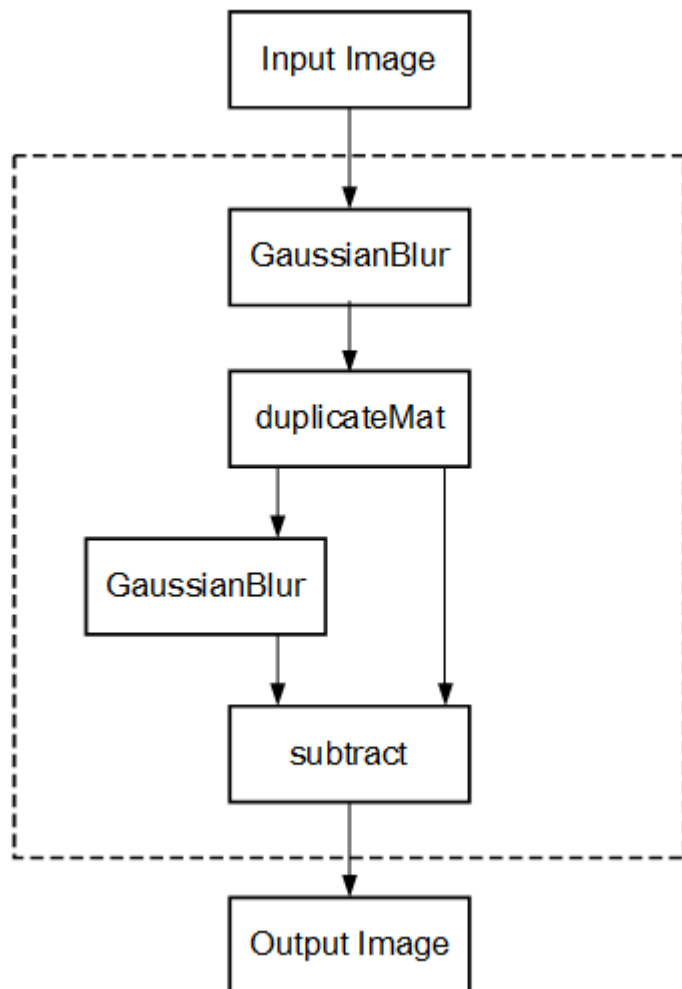 Input Image
GaussianBlur
duplicateMat
GaussianBlur
subtract
Output Image